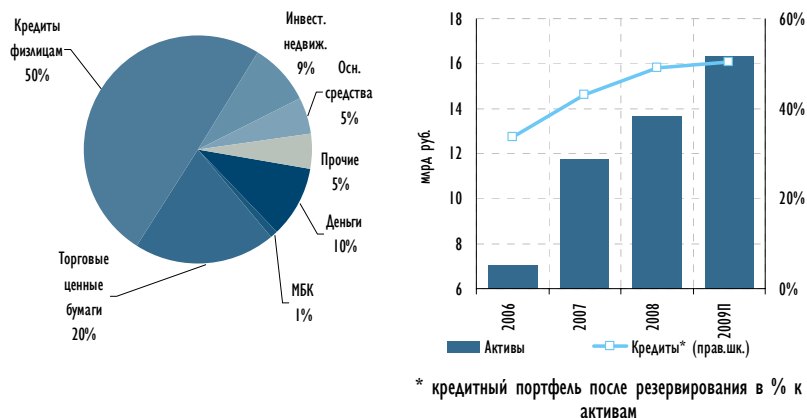 Кредиты
физлицам
50%
Инвест.
недвиж.
9%
Осн.
средства
5%
Прочие
5%
Деньги
10%
МБК
1%
Торговые
ценные
бумаги
20%
млрд руб.
18
16
14
12
10
8
6
60%
40%
20%
0%
2006
2007
2008
2009П
Активы
Кредиты* (прав.шк.)
* кредитный портфель после резервирования в % к
активам